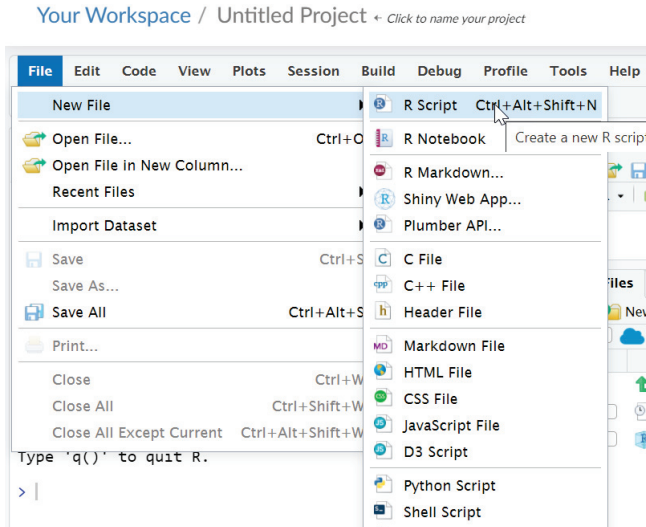 Your Workspace / Untitled Project ← Click to name your project
File Edit Code View Plots Session Build Debug Profile Tools Help
New File
Open File... Ctrl+O
Open File in New Column...
Recent Files
Import Dataset
Save Ctrl+S
Save As...
Save All Ctrl+Alt+S
Print...
Close Ctrl+W
Close All Ctrl+Shift+W
Close All Except Current Ctrl+Alt+Shift+W
R Script Ctrl+Alt+Shift+N
R Notebook
Create a new R script
R Markdown...
Shiny Web App...
Plumber API...
C File
C++ File
Header File
Markdown File
HTML File
CSS File
JavaScript File
D3 Script
Python Script
Shell Script
Files
New
Type 'q()' to quit R.
>